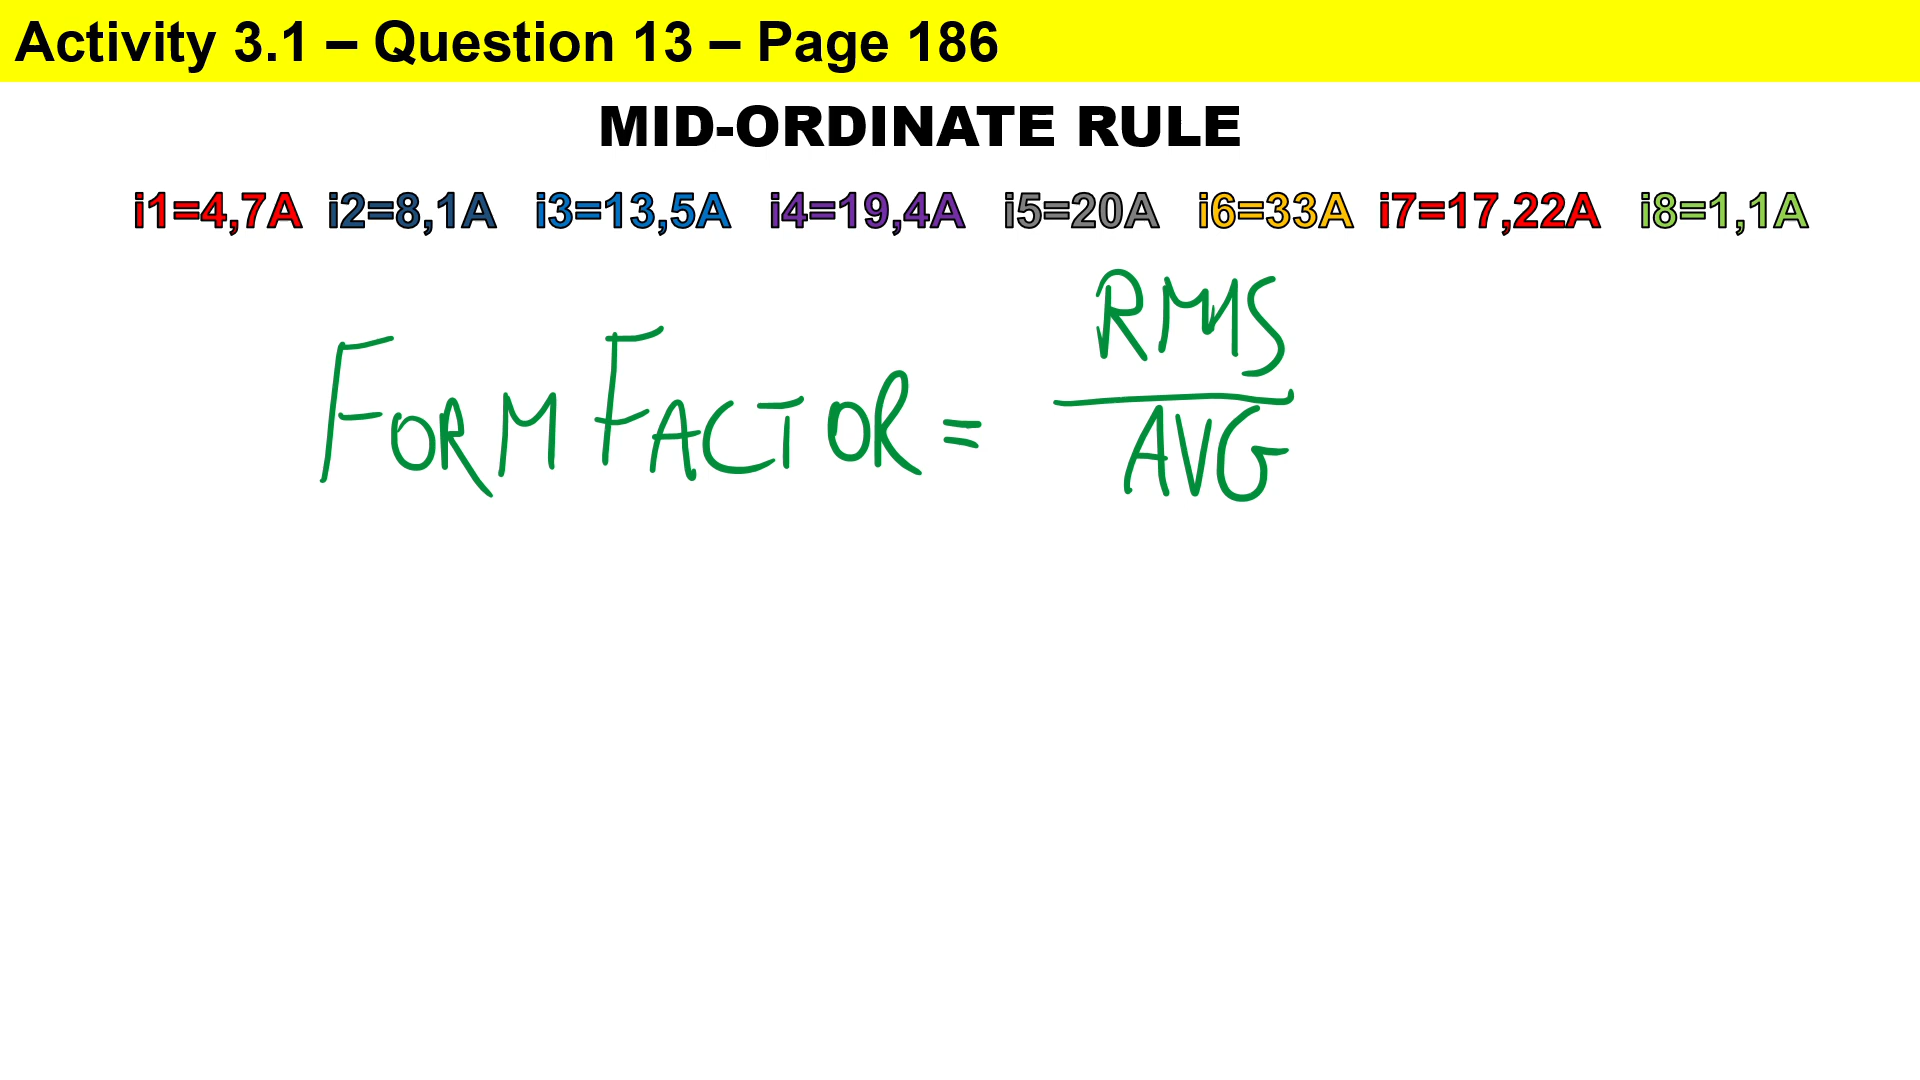 Activity 3.1 – Question 13 – Page 186
MID-ORDINATE RULE
i1=4,7A i2=8,1A i3=13,5A i4=19,4A i5=20A i6=33A i7=17,22A i8=1,1A
FORM FACTOR = RMS
AVG